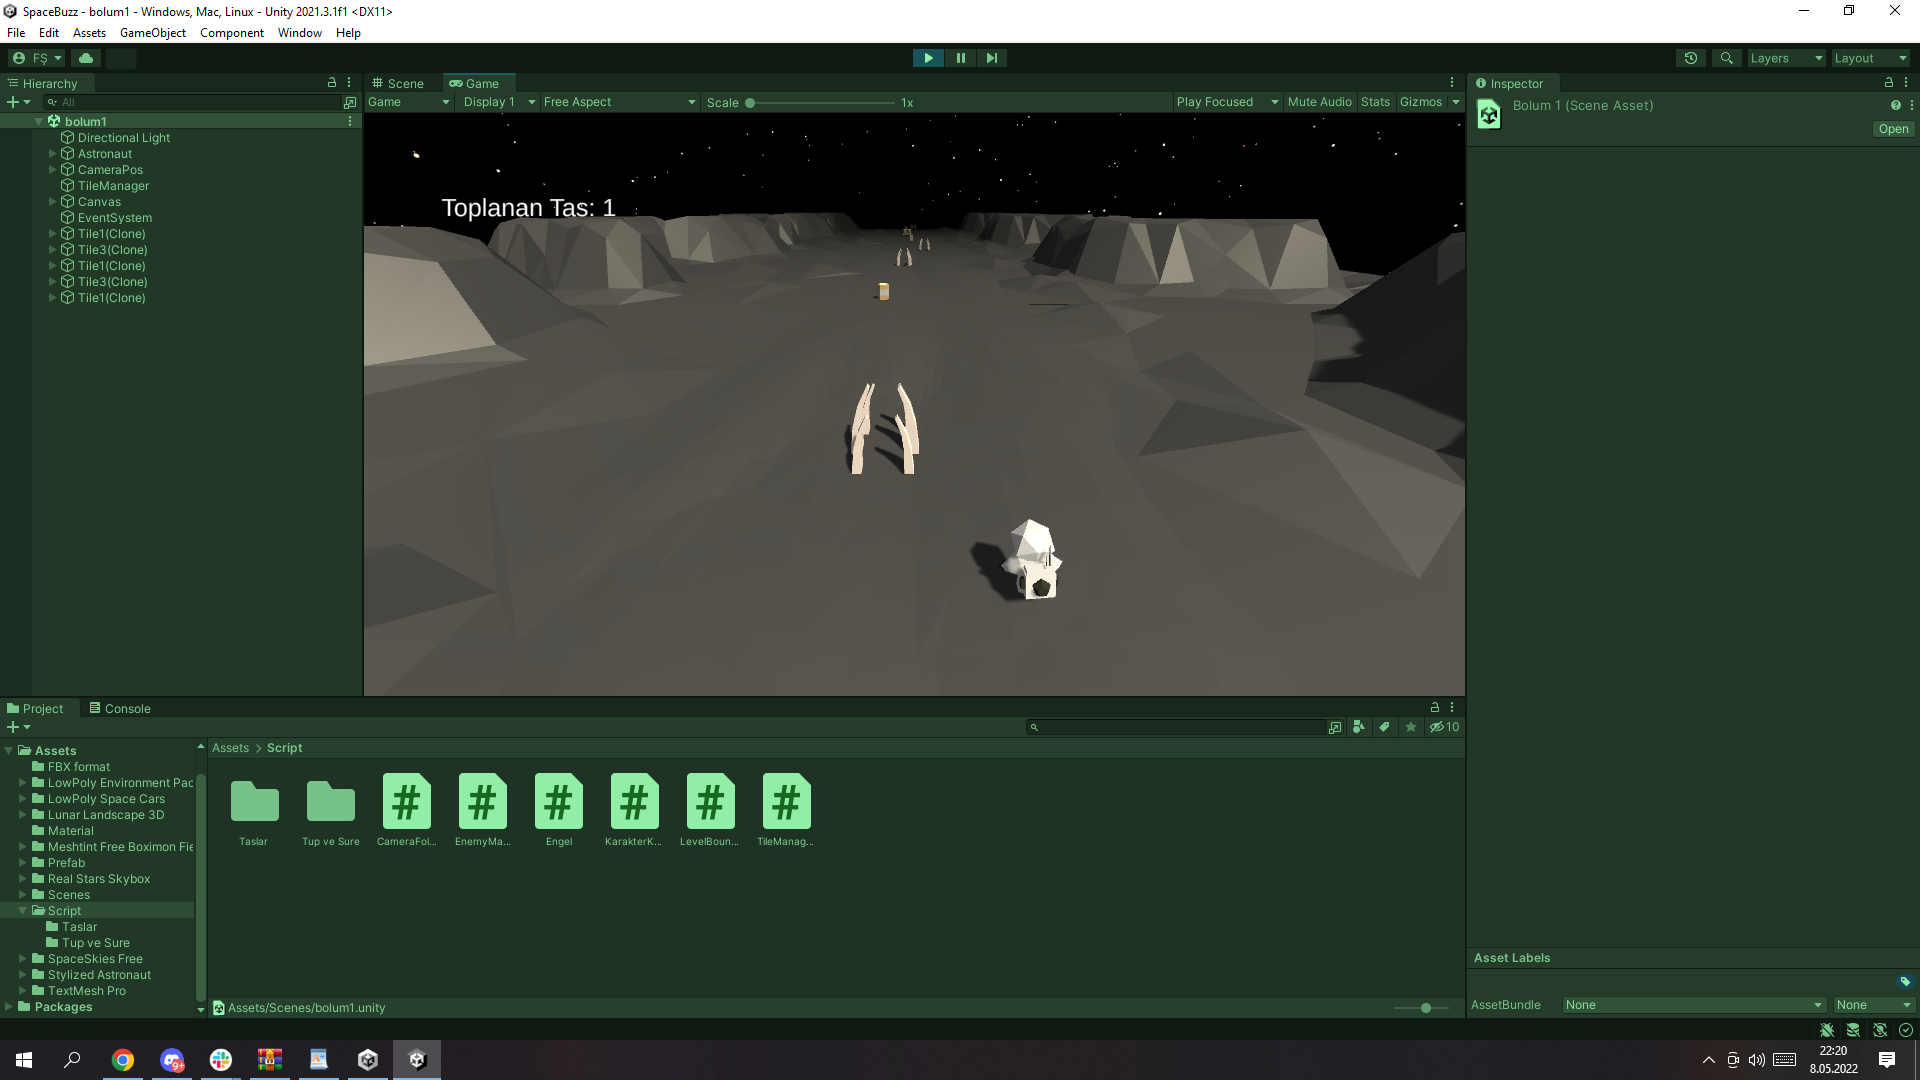 SpaceBuzz - bolum1 - Windows, Mac, Linux - Unity 2021.3.1f1 <DX11>
File Edit Assets GameObject Component Window Help
FŞ
Layers Layout
Hierarchy
All
bolum1
Directional Light
Astronaut
CameraPos
TileManager
Canvas
EventSystem
Tile1(Clone)
Tile3(Clone)
Tile1(Clone)
Tile3(Clone)
Tile1(Clone)
Scene Game
Game Display 1 Free Aspect Scale 1x Play Focused Mute Audio Stats Gizmos
Toplanan Tas: 1
Inspector
Bolum 1 (Scene Asset)
Open
Project Console
10
Assets
FBX format
LowPoly Environment Pac
LowPoly Space Cars
Lunar Landscape 3D
Material
Meshtint Free Boximon Fie
Prefab
Real Stars Skybox
Scenes
Script
Taslar
Tup ve Sure
SpaceSkies Free
Stylized Astronaut
TextMesh Pro
Packages
Assets > Script
Taslar Tup ve Sure CameraFol... EnemyMa... Engel KarakterK... LevelBoun... TileManag...
Assets/Scenes/bolum1.unity
Asset Labels
AssetBundle None None
9+
22:20
8.05.2022